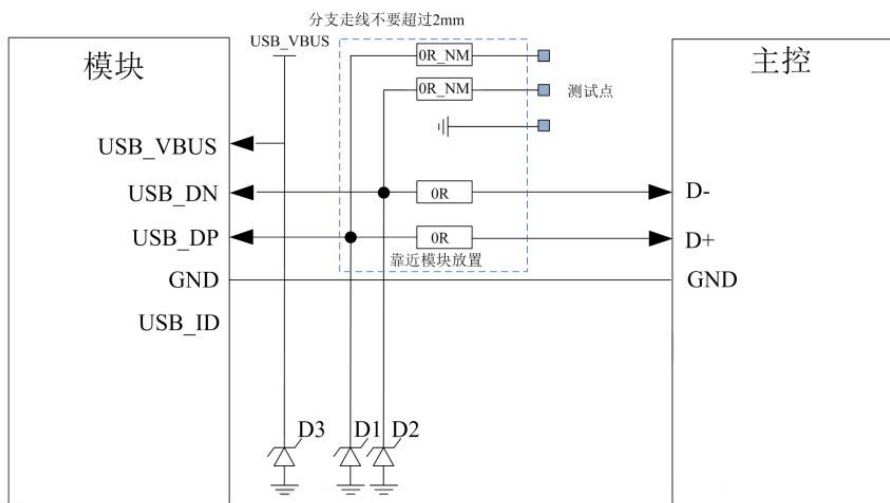 分支走线不要超过2mm
USB_VBUS
模块
主控
0R_NM
0R_NM
测试点
USB_VBUS
USB_DN
0R
D-
USB_DP
0R
D+
靠近模块放置
GND
GND
USB_ID
D3
D1
D2